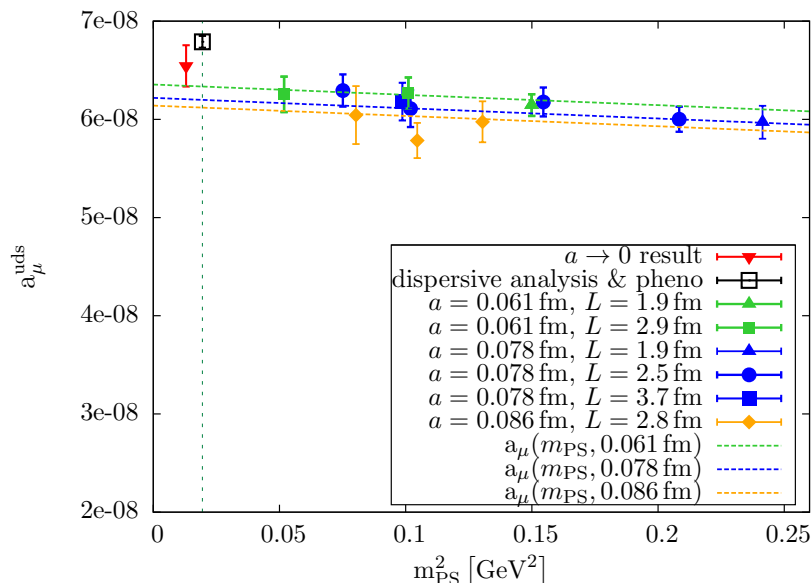 7e-08
6e-08
5e-08
4e-08
3e-08
2e-08
a_μ^uds
a → 0 result
dispersive analysis & pheno
a = 0.061 fm, L = 1.9 fm
a = 0.061 fm, L = 2.9 fm
a = 0.078 fm, L = 1.9 fm
a = 0.078 fm, L = 2.5 fm
a = 0.078 fm, L = 3.7 fm
a = 0.086 fm, L = 2.8 fm
a_μ(m_PS, 0.061 fm)
a_μ(m_PS, 0.078 fm)
a_μ(m_PS, 0.086 fm)
0 0.05 0.1 0.15 0.2 0.25
m²_PS [GeV²]